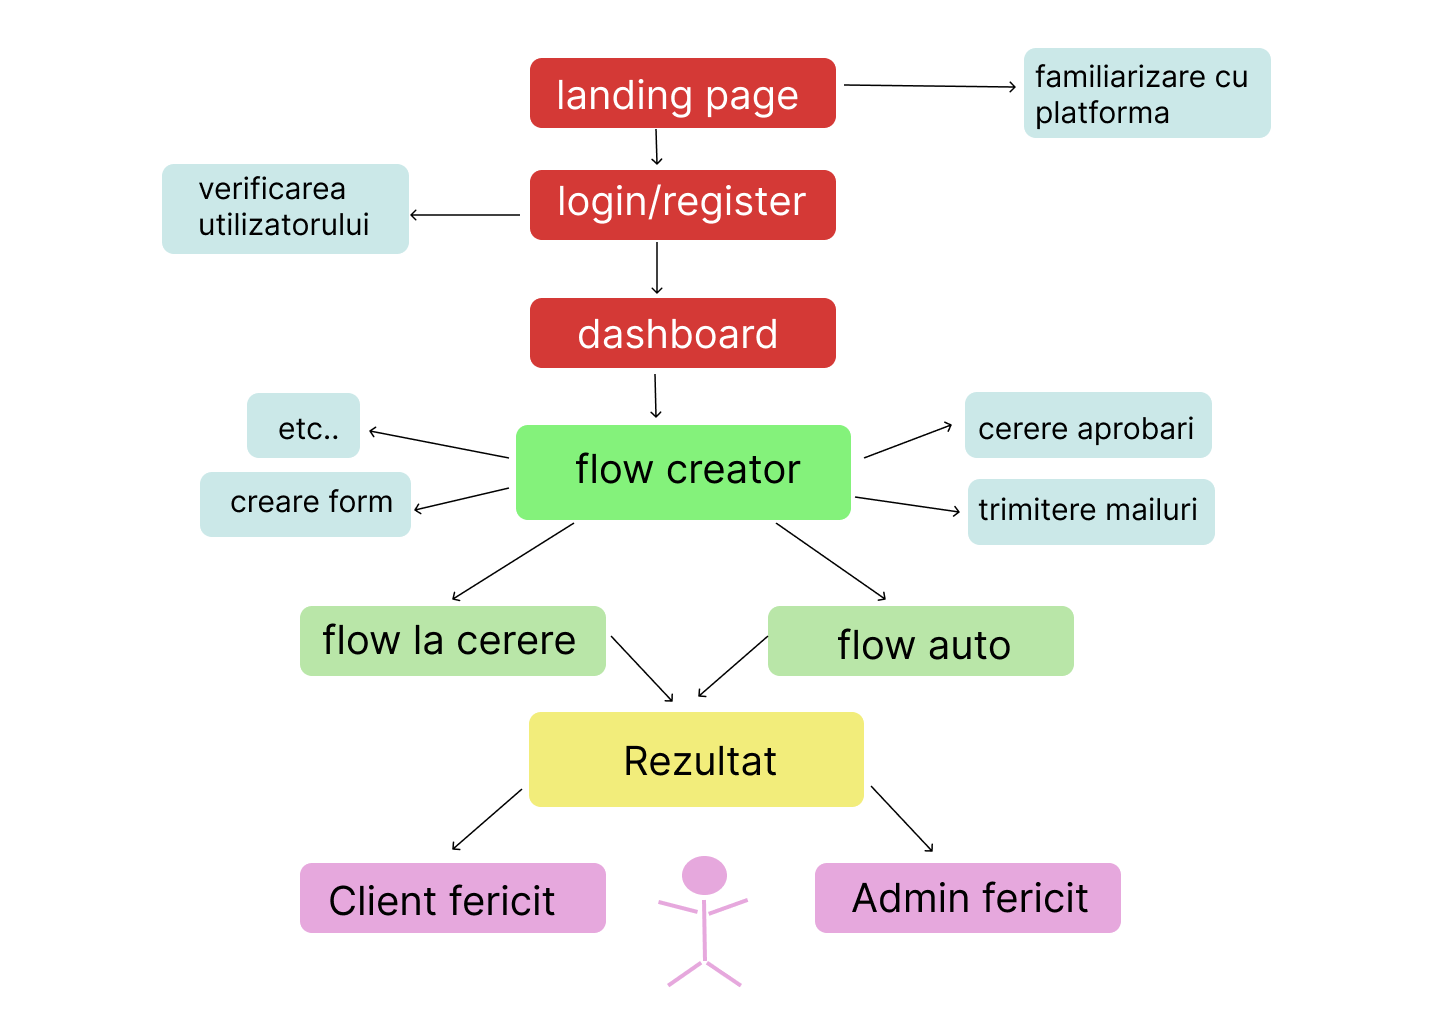 landing page
familiarizare cu
platforma
verificarea
utilizatorului
login/register
dashboard
etc..
cerere aprobari
flow creator
creare form
trimitere mailuri
flow la cerere
flow auto
Rezultat
Client fericit
Admin fericit